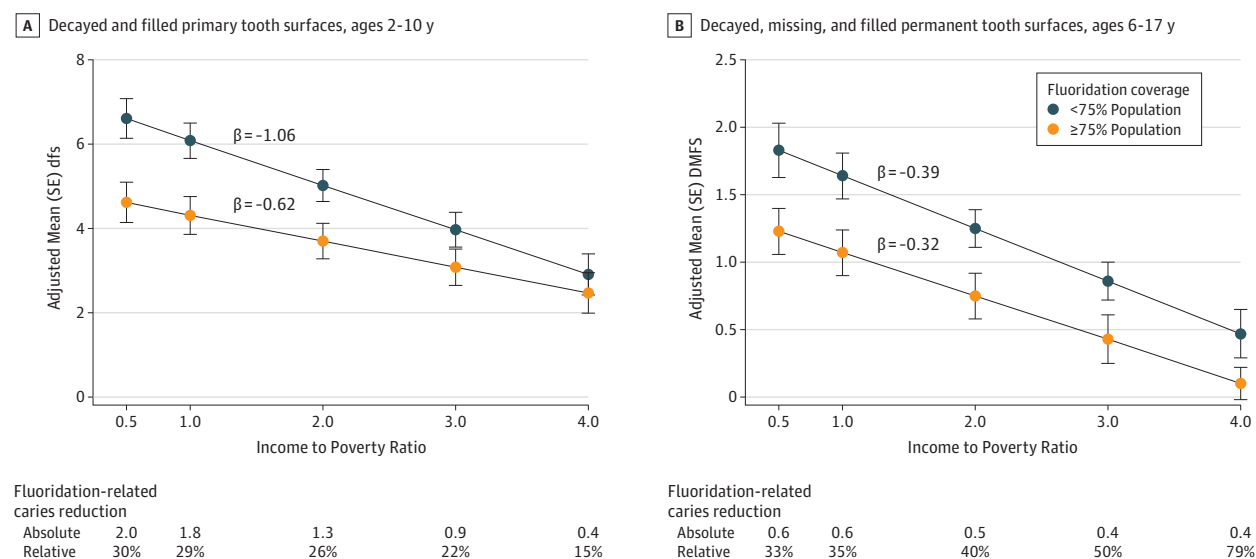 A Decayed and filled primary tooth surfaces, ages 2-10 y
8
6
4
2
0
Adjusted Mean (SE) dfs
β = -1.06
β = -0.62
0.5 1.0 2.0 3.0 4.0
Income to Poverty Ratio
Fluoridation-related
caries reduction
Absolute 2.0 1.8 1.3 0.9 0.4
Relative 30% 29% 26% 22% 15%
B Decayed, missing, and filled permanent tooth surfaces, ages 6-17 y
2.5
2.0
1.5
1.0
0.5
0
Adjusted Mean (SE) DMFS
Fluoridation coverage
<75% Population
≥75% Population
β = -0.39
β = -0.32
0.5 1.0 2.0 3.0 4.0
Income to Poverty Ratio
Fluoridation-related
caries reduction
Absolute 0.6 0.6 0.5 0.4 0.4
Relative 33% 35% 40% 50% 79%